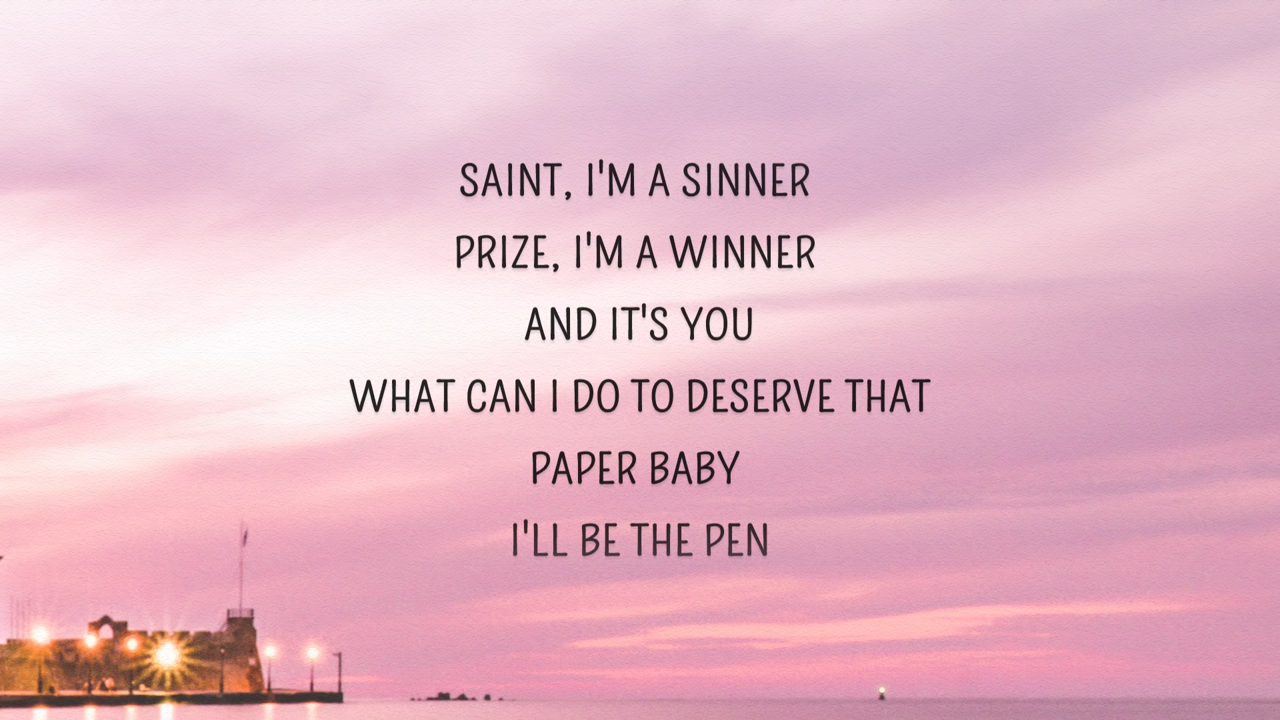 SAINT, I'M A SINNER
PRIZE, I'M A WINNER
AND IT'S YOU
WHAT CAN I DO TO DESERVE THAT
PAPER BABY
I'LL BE THE PEN